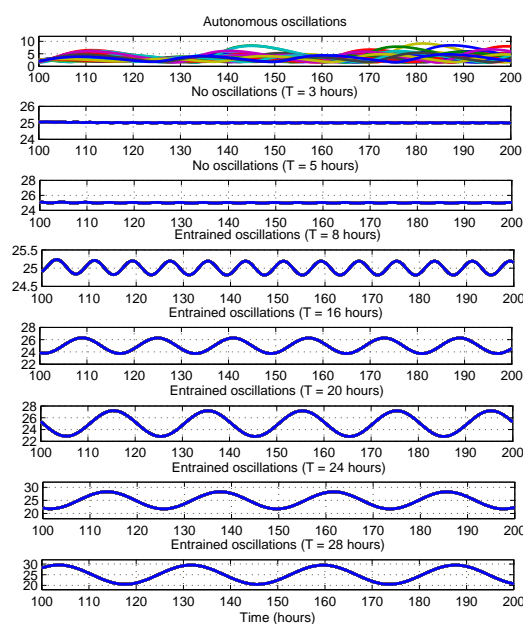 Autonomous oscillations
10
5
0
100 110 120 130 140 150 160 170 180 190 200
No oscillations (T = 3 hours)
26
25
24
100 110 120 130 140 150 160 170 180 190 200
No oscillations (T = 5 hours)
28
26
24
100 110 120 130 140 150 160 170 180 190 200
Entrained oscillations (T = 8 hours)
25.5
25
24.5
100 110 120 130 140 150 160 170 180 190 200
Entrained oscillations (T = 16 hours)
28
26
24
22
100 110 120 130 140 150 160 170 180 190 200
Entrained oscillations (T = 20 hours)
28
26
24
22
100 110 120 130 140 150 160 170 180 190 200
Entrained oscillations (T = 24 hours)
30
25
20
100 110 120 130 140 150 160 170 180 190 200
Entrained oscillations (T = 28 hours)
30
25
20
100 110 120 130 140 150 160 170 180 190 200
Time (hours)